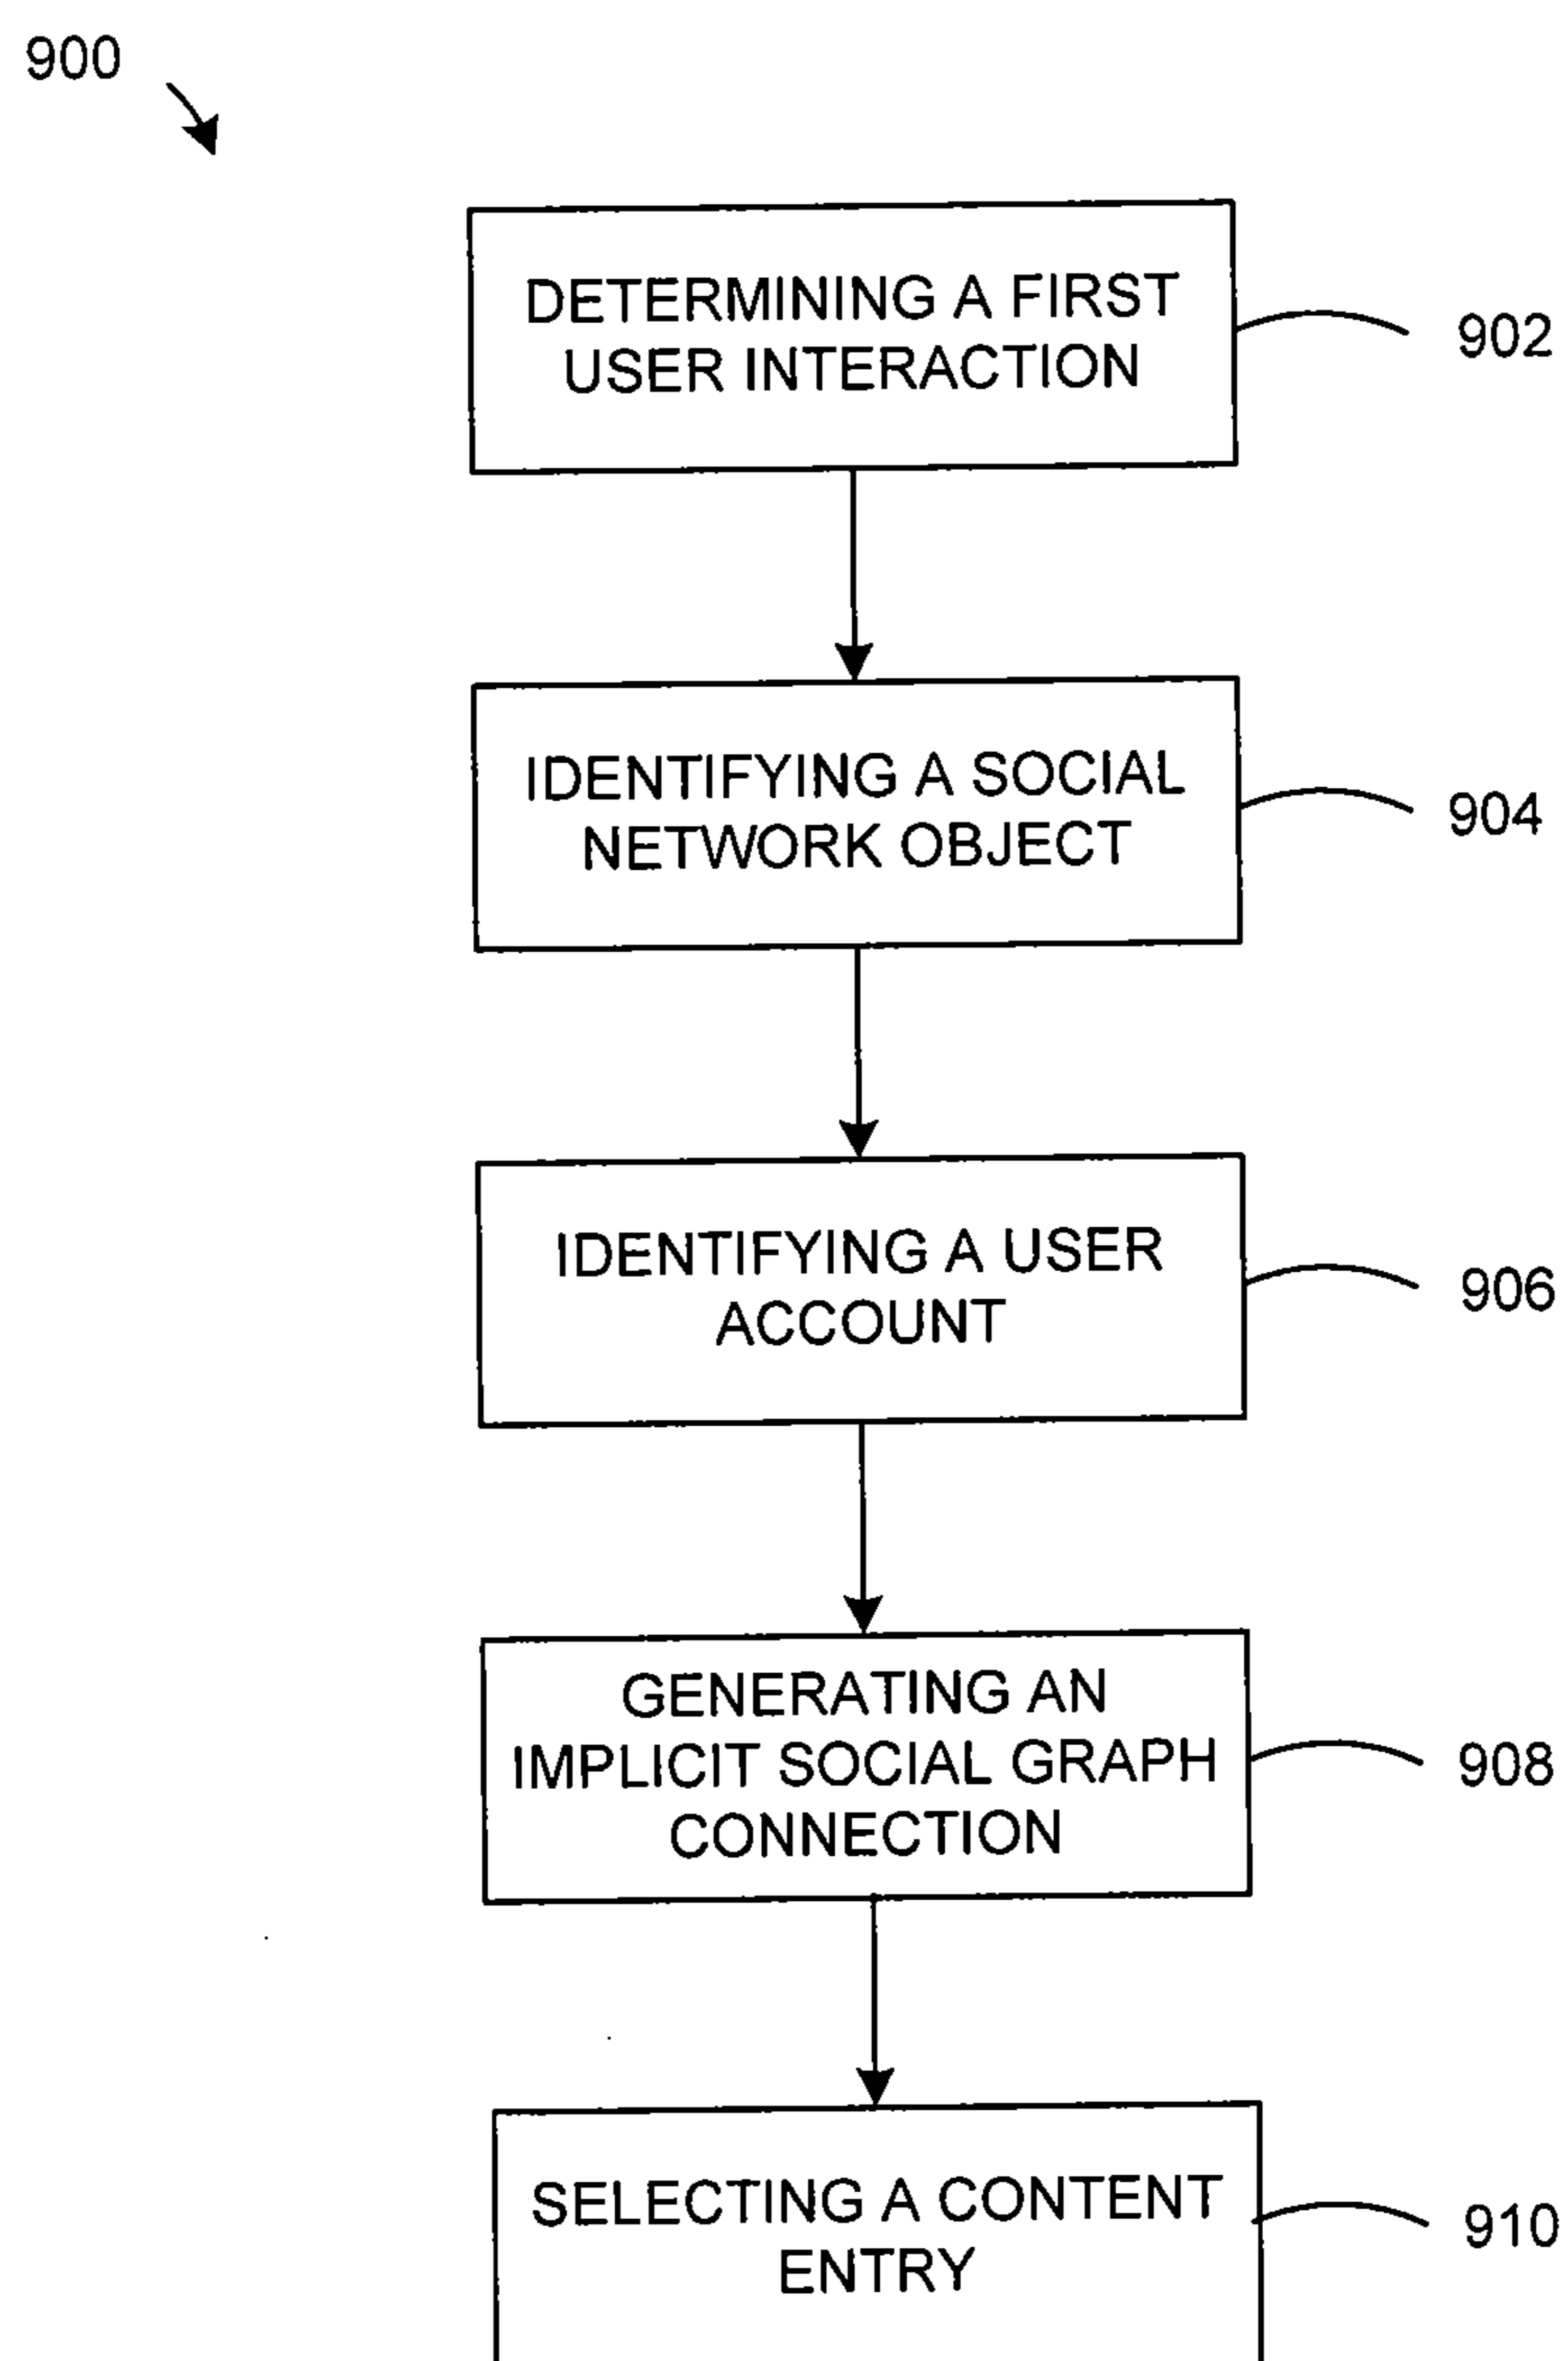 900
DETERMINING A FIRST
USER INTERACTION
902
IDENTIFYING A SOCIAL
NETWORK OBJECT
904
IDENTIFYING A USER
ACCOUNT
906
GENERATING AN
IMPLICIT SOCIAL GRAPH
CONNECTION
908
SELECTING A CONTENT
ENTRY
910